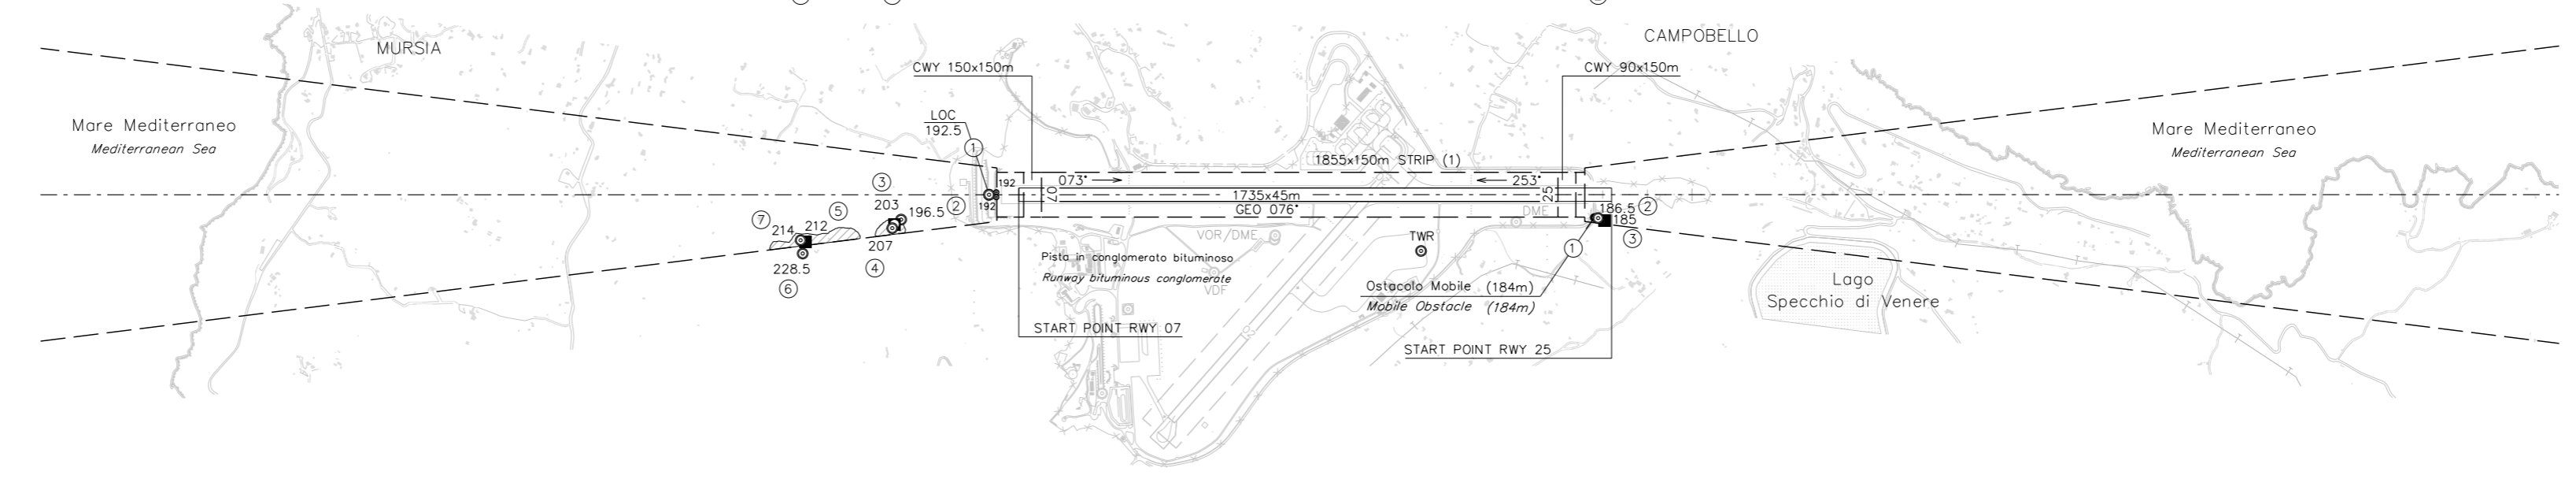 MURSIA
CAMPOBELLO
CWY 150x150m
CWY 90x150m
Mare Mediterraneo
Mediterranean Sea
LOC
192.5
1
Mare Mediterraneo
Mediterranean Sea
1855x150m STRIP (1)
192
073°
253°
07
1735x45m
25
GEO 076°
192
3
203
196.5
2
7
5
214
212
207
4
228.5
6
DME
186.5
2
185
3
1
VOR/DME
TWR
Pista in conglomerato bituminoso
Runway bituminous conglomerate
VDF
Ostacolo Mobile (184m)
Mobile Obstacle (184m)
Lago
Specchio di Venere
START POINT RWY 07
START POINT RWY 25